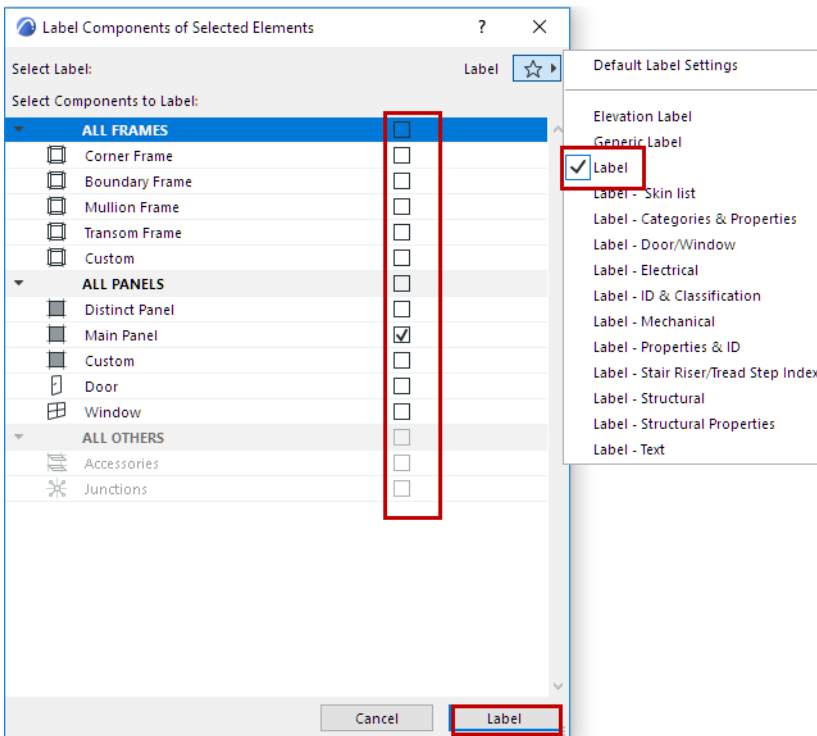 Label Components of Selected Elements ?
Select Label: Label
Select Components to Label:
ALL FRAMES
Corner Frame
Boundary Frame
Mullion Frame
Transom Frame
Custom
ALL PANELS
Distinct Panel
Main Panel
Custom
Door
Window
ALL OTHERS
Accessories
Junctions
Cancel Label
Default Label Settings
Elevation Label
Generic Label
Label
Label - Skin list
Label - Categories & Properties
Label - Door/Window
Label - Electrical
Label - ID & Classification
Label - Mechanical
Label - Properties & ID
Label - Stair Riser/Tread Step Index
Label - Structural
Label - Structural Properties
Label - Text